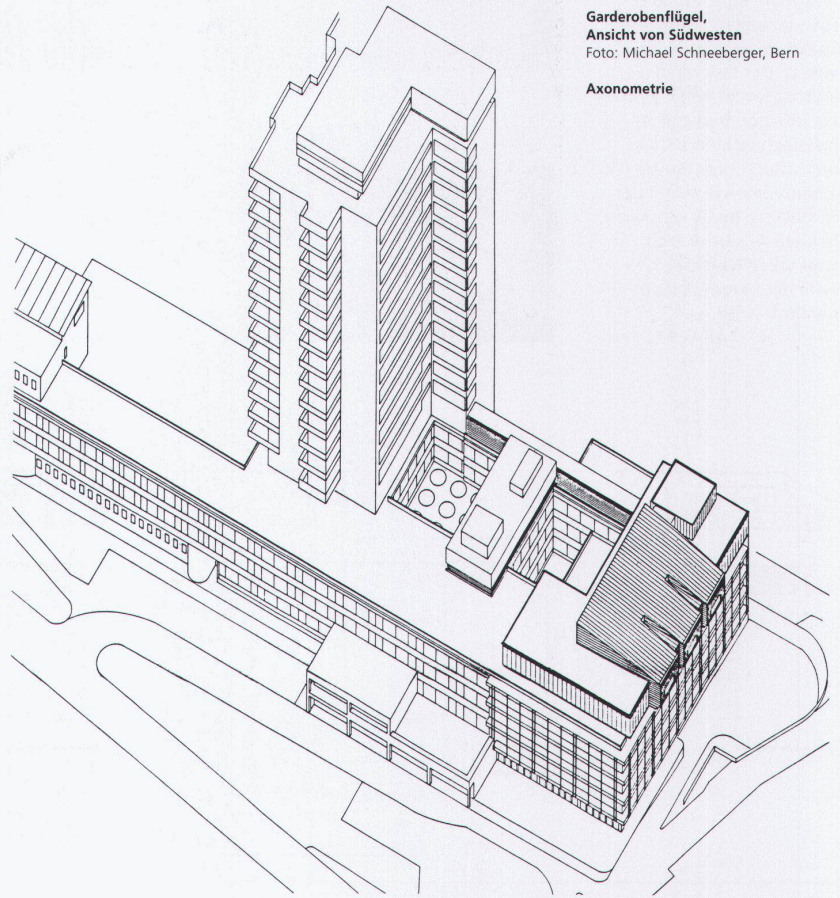 Garderobenflügel,
Ansicht von Südwesten
Foto: Michael Schneeberger, Bern
Axonometrie